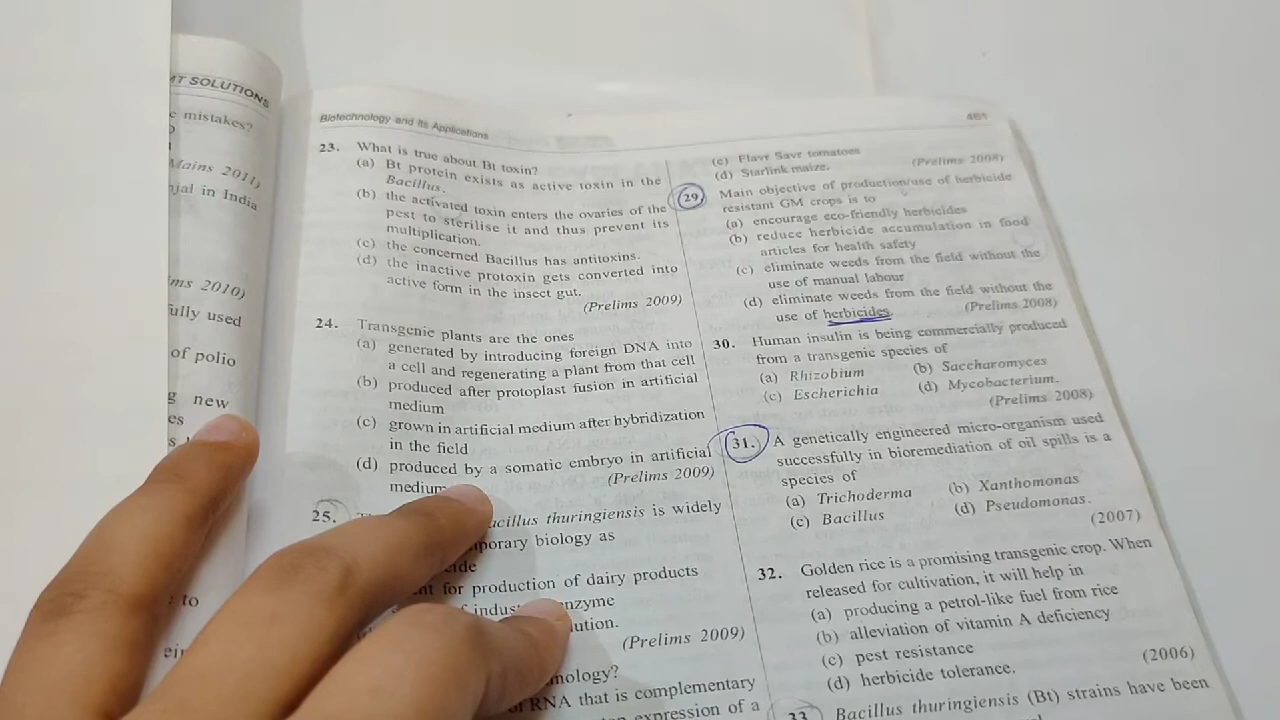 MT SOLUTIONS
c mistakes?
Mains 2011)
njal in India
ms 2010)
fully used
of polio
g new
es
s
to
Biotechnology and its Applications
461
23. What is true about Bt toxin?
(a) Bt protein exists as active toxin in the
Bacillus.
(b) the activated toxin enters the ovaries of the
pest to sterilise it and thus prevent its
multiplication.
(c) the concerned Bacillus has antitoxins.
(d) the inactive protoxin gets converted into
active form in the insect gut.
(Prelims 2009)
24. Transgenic plants are the ones
(a) generated by introducing foreign DNA into
a cell and regenerating a plant from that cell
(b) produced after protoplast fusion in artificial
medium
(c) grown in artificial medium after hybridization
in the field
(d) produced by a somatic embryo in artificial
medium
(Prelims 2009)
25.
acillus thuringiensis is widely
porary biology as
cide
nt for production of dairy products
f indus nzyme
ution.
(Prelims 2009)
nology?
RNA that is complementary
expression of a
(c) Flavr Savr tomatoes
(d) Starlink maize.
(Prelims 2008)
29 Main objective of production/use of herbicide
resistant GM crops is to
(a) encourage eco-friendly herbicides
(b) reduce herbicide accumulation in food
articles for health safety
(c) eliminate weeds from the field without the
use of manual labour
(d) eliminate weeds from the field without the
use of herbicides.
(Prelims 2008)
30. Human insulin is being commercially produced
from a transgenic species of
(a) Rhizobium (b) Saccharomyces
(c) Escherichia (d) Mycobacterium.
(Prelims 2008)
31. A genetically engineered micro-organism used
successfully in bioremediation of oil spills is a
species of
(a) Trichoderma (b) Xanthomonas
(c) Bacillus (d) Pseudomonas.
(2007)
32. Golden rice is a promising transgenic crop. When
released for cultivation, it will help in
(a) producing a petrol-like fuel from rice
(b) alleviation of vitamin A deficiency
(c) pest resistance
(d) herbicide tolerance.
(2006)
33 Bacillus thuringiensis (Bt) strains have been